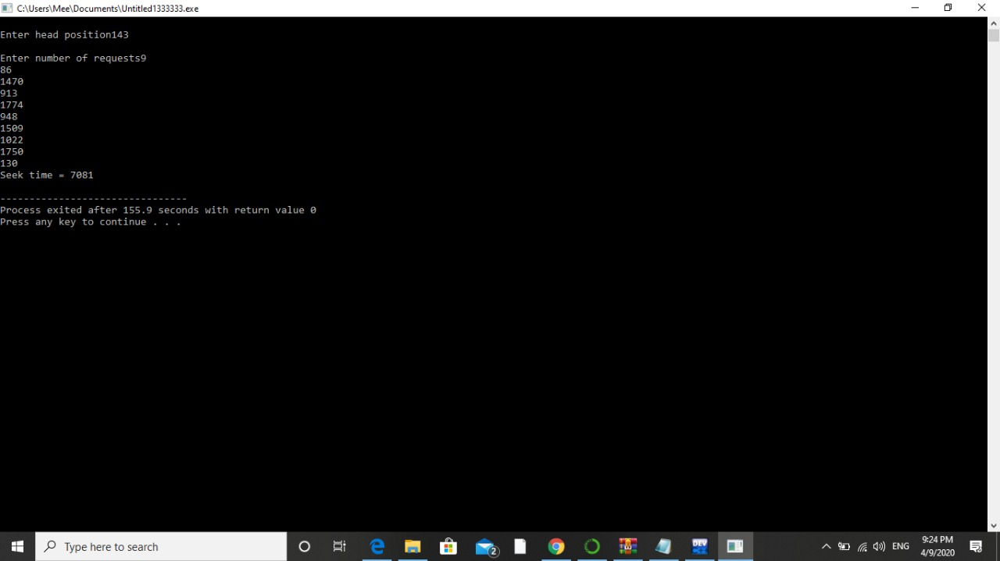 C:\Users\Mee\Documents\Untitled1333333.exe
Enter head position143
Enter number of requests9
86
1470
913
1774
948
1509
1022
1750
130
Seek time = 7081
--------------------------------
Process exited after 155.9 seconds with return value 0
Press any key to continue . . .
Type here to search
2
DEV
ENG
9:24 PM
4/9/2020